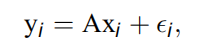 yᵢ = Axᵢ + ϵᵢ,